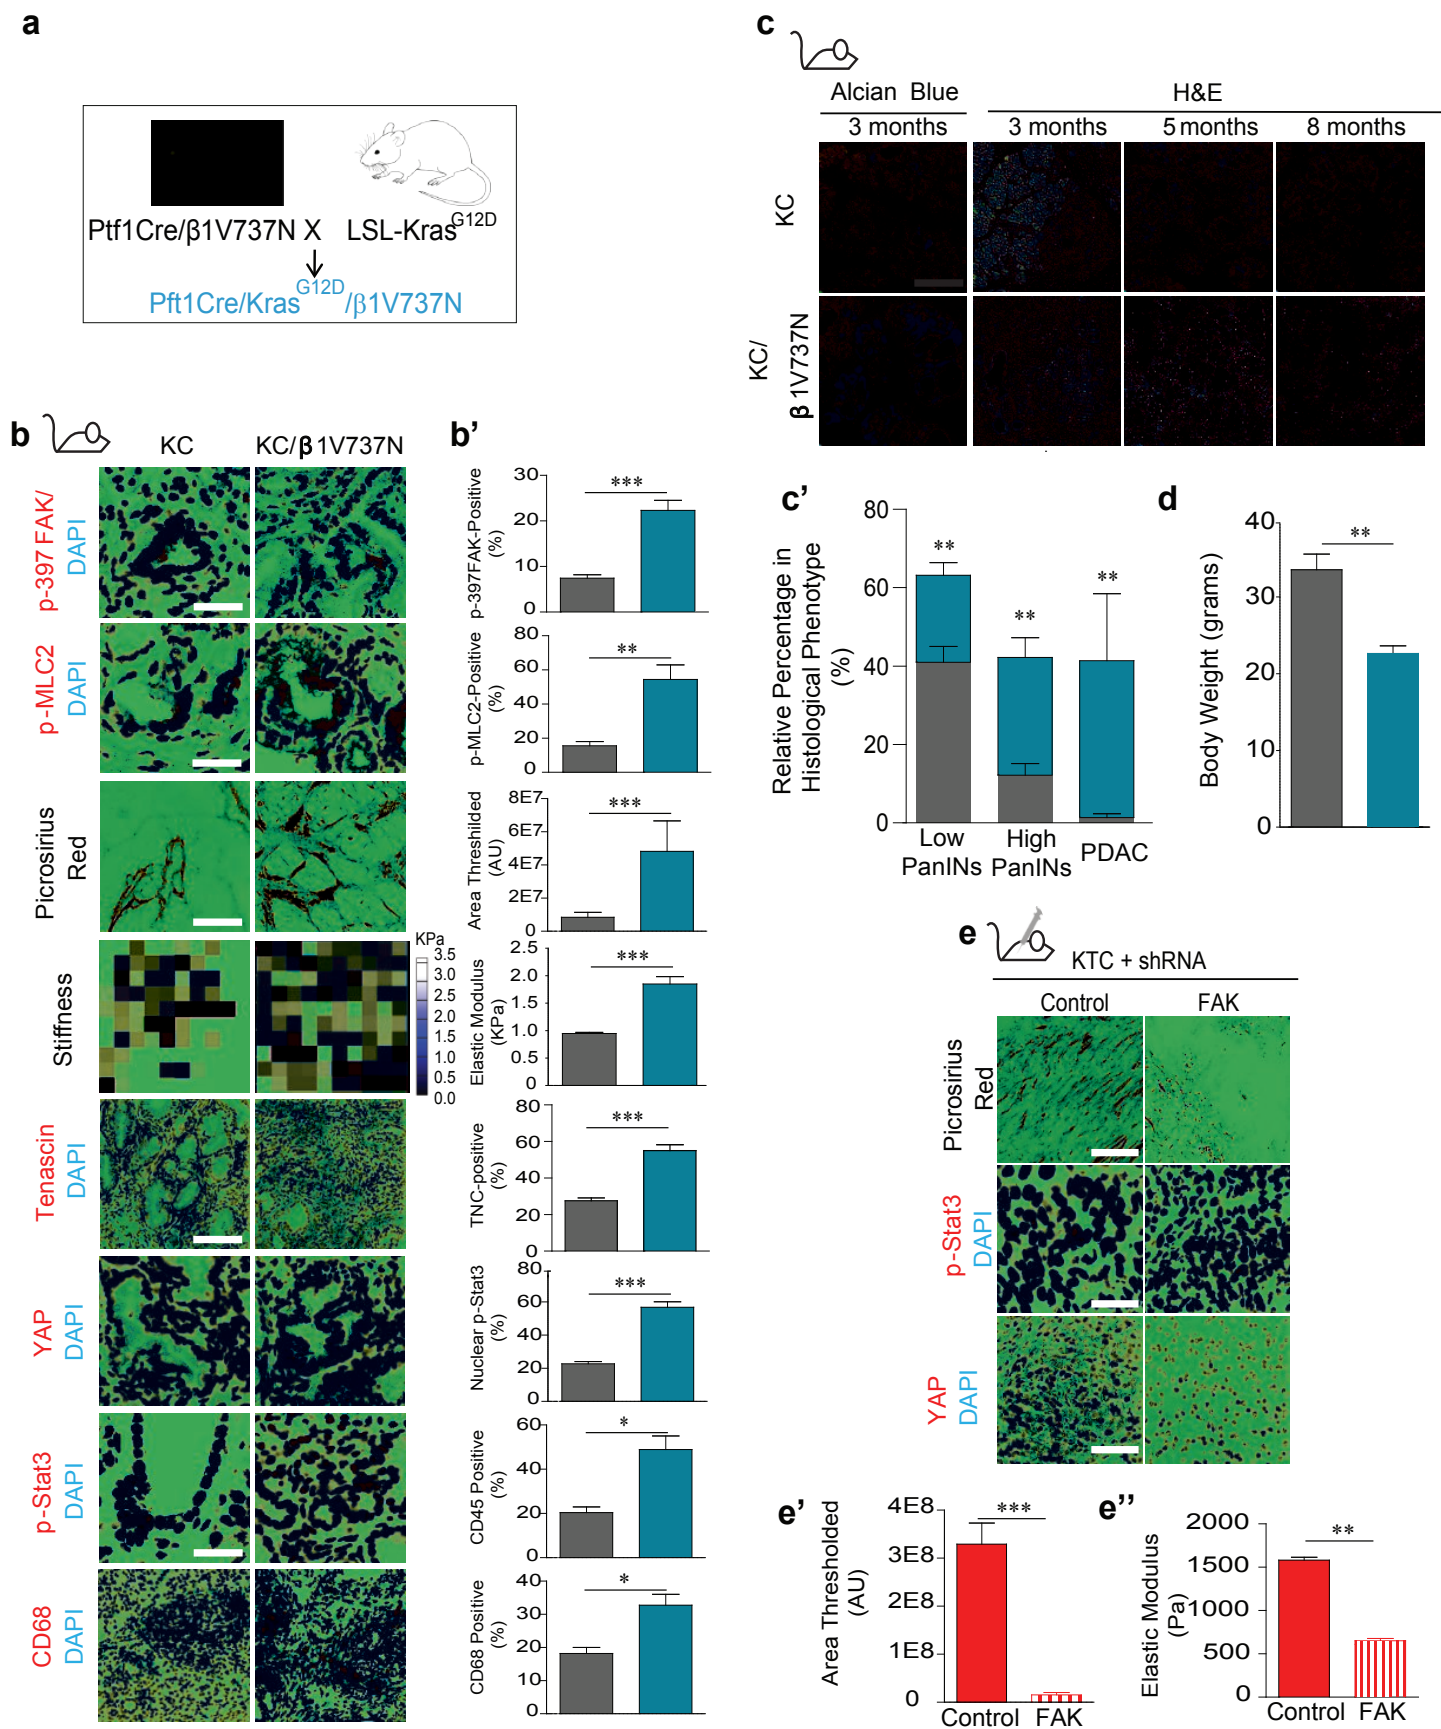 a
Ptf1Cre/β1V737N X LSL-Kras^G12D
Pft1Cre/Kras^G12D/β1V737N
b
KC
KC/β1V737N
p-397 FAK/
DAPI
p-MLC2
DAPI
Picrosirius
Red
Stiffness
KPa
3.5
3.0
2.5
2.0
1.5
1.0
0.5
0.0
Tenascin
DAPI
YAP
DAPI
p-Stat3
DAPI
CD68
DAPI
b’
p-397FAK-Positive
(%)
30
20
10
0
***
p-MLC2-Positive
(%)
80
60
40
20
0
**
Area Threshilded
(AU)
8E7
6E7
4E7
2E7
0
***
Elastic Modulus
(KPa)
2.5
2.0
1.5
1.0
0.5
0
***
TNC-positive
(%)
80
60
40
20
0
***
Nuclear p-Stat3
(%)
80
60
40
20
0
***
CD45 Positive
(%)
60
40
20
0
*
CD68 Positive
(%)
40
30
20
10
0
*
c
Alcian Blue
H&E
3 months
3 months
5 months
8 months
KC
KC/
β1V737N
c’
Relative Percentage in
Histological Phenotype
(%)
80
60
40
20
0
**
**
**
Low
PanINs
High
PanINs
PDAC
d
Body Weight (grams)
40
30
20
10
0
**
e
KTC + shRNA
Control
FAK
Picrosirius
Red
p-Stat3
DAPI
YAP
DAPI
e’
Area Thresholded
(AU)
4E8
3E8
2E8
1E8
0
***
Control
FAK
e’’
Elastic Modulus
(Pa)
2000
1500
1000
500
0
**
Control
FAK